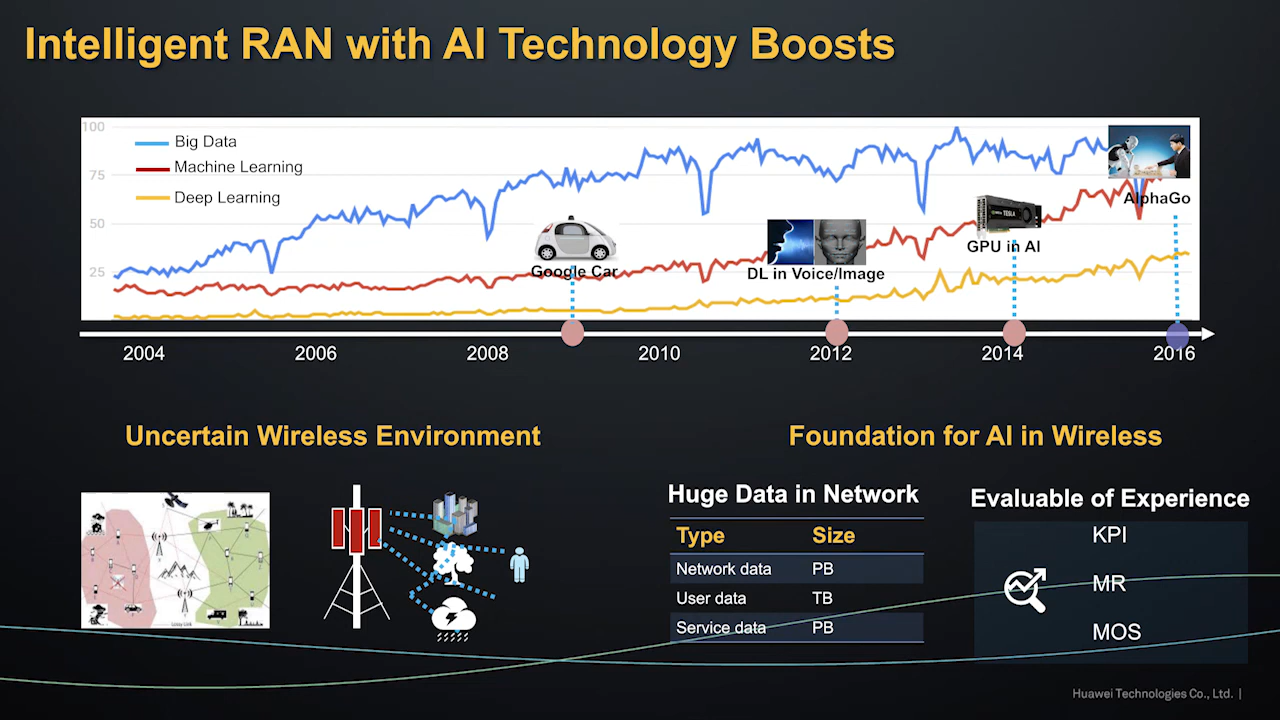 Intelligent RAN with AI Technology Boosts
100
75
50
25
Big Data
Machine Learning
Deep Learning
Google Car
DL in Voice/Image
GPU in AI
TESLA
AlphaGo
2004 2006 2008 2010 2012 2014 2016
Uncertain Wireless Environment
Foundation for AI in Wireless
Lossy Link
Huge Data in Network
Type Size
Network data PB
User data TB
Service data PB
Evaluable of Experience
KPI
MR
MOS
Huawei Technologies Co., Ltd. |